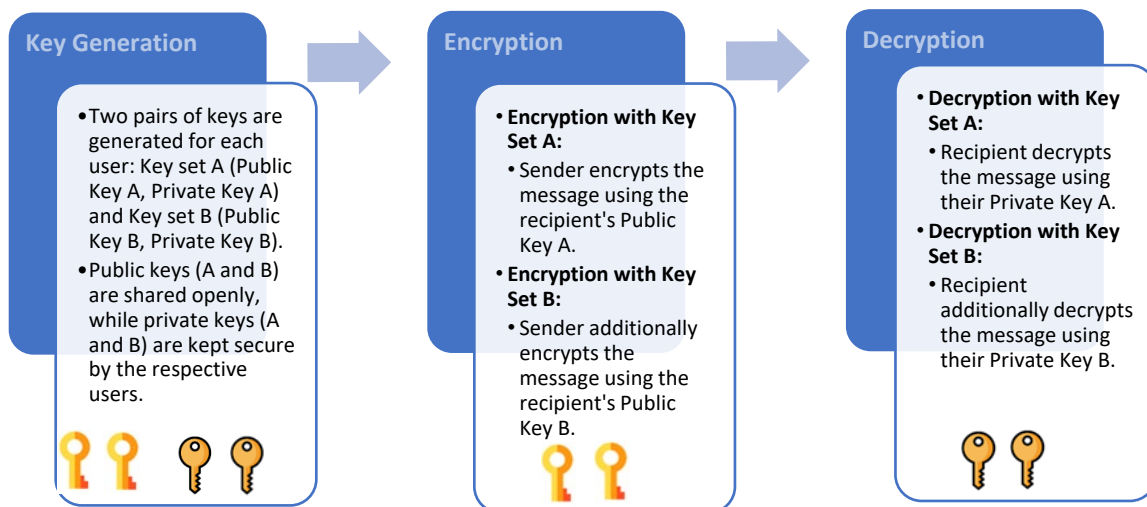 Key Generation
•Two pairs of keys are
generated for each
user: Key set A (Public
Key A, Private Key A)
and Key set B (Public
Key B, Private Key B).
•Public keys (A and B)
are shared openly,
while private keys (A
and B) are kept secure
by the respective
users.
Encryption
• Encryption with Key
Set A:
• Sender encrypts the
message using the
recipient's Public
Key A.
• Encryption with Key
Set B:
• Sender additionally
encrypts the
message using the
recipient's Public
Key B.
Decryption
• Decryption with Key
Set A:
• Recipient decrypts
the message using
their Private Key A.
• Decryption with Key
Set B:
• Recipient
additionally decrypts
the message using
their Private Key B.